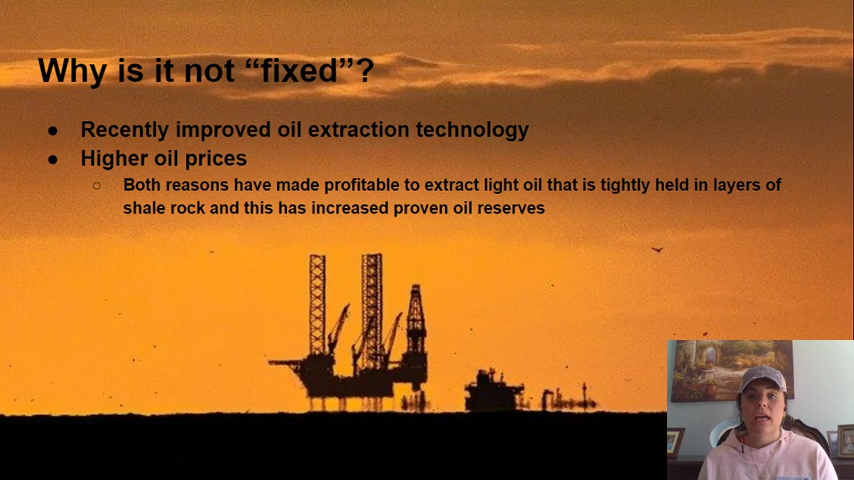 Why is it not “fixed”?
● Recently improved oil extraction technology
● Higher oil prices
○ Both reasons have made profitable to extract light oil that is tightly held in layers of
shale rock and this has increased proven oil reserves